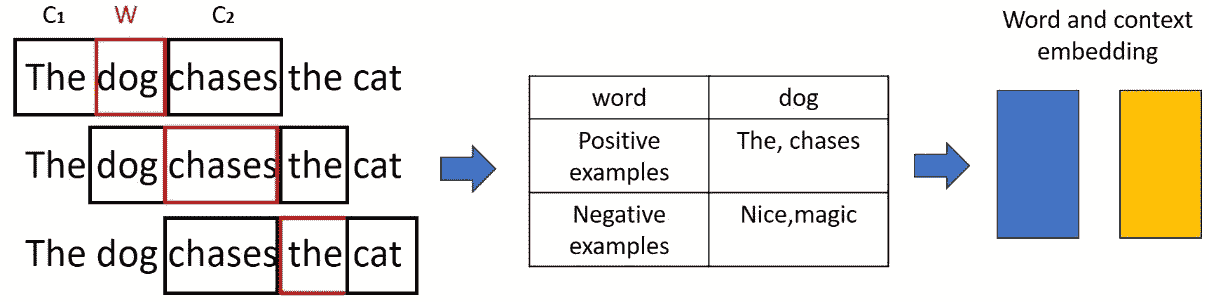 C1 W C2
The dog chases the cat
The dog chases the cat
The dog chases the cat
word dog
Positive examples The, chases
Negative examples Nice,magic
Word and context
embedding